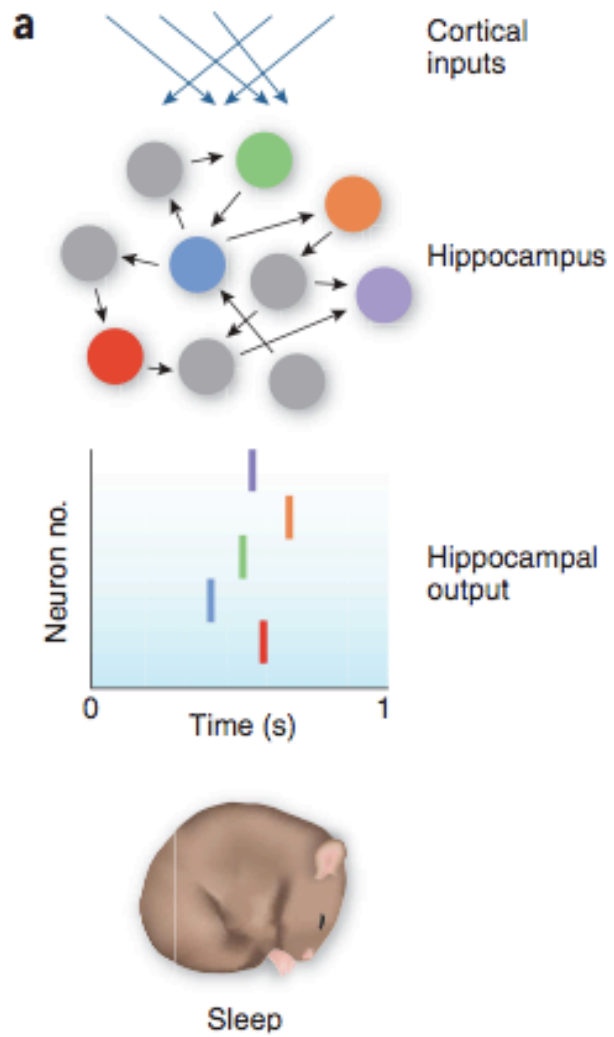 a
Cortical
inputs
Hippocampus
Neuron no.
Hippocampal
output
0
1
Time (s)
Sleep